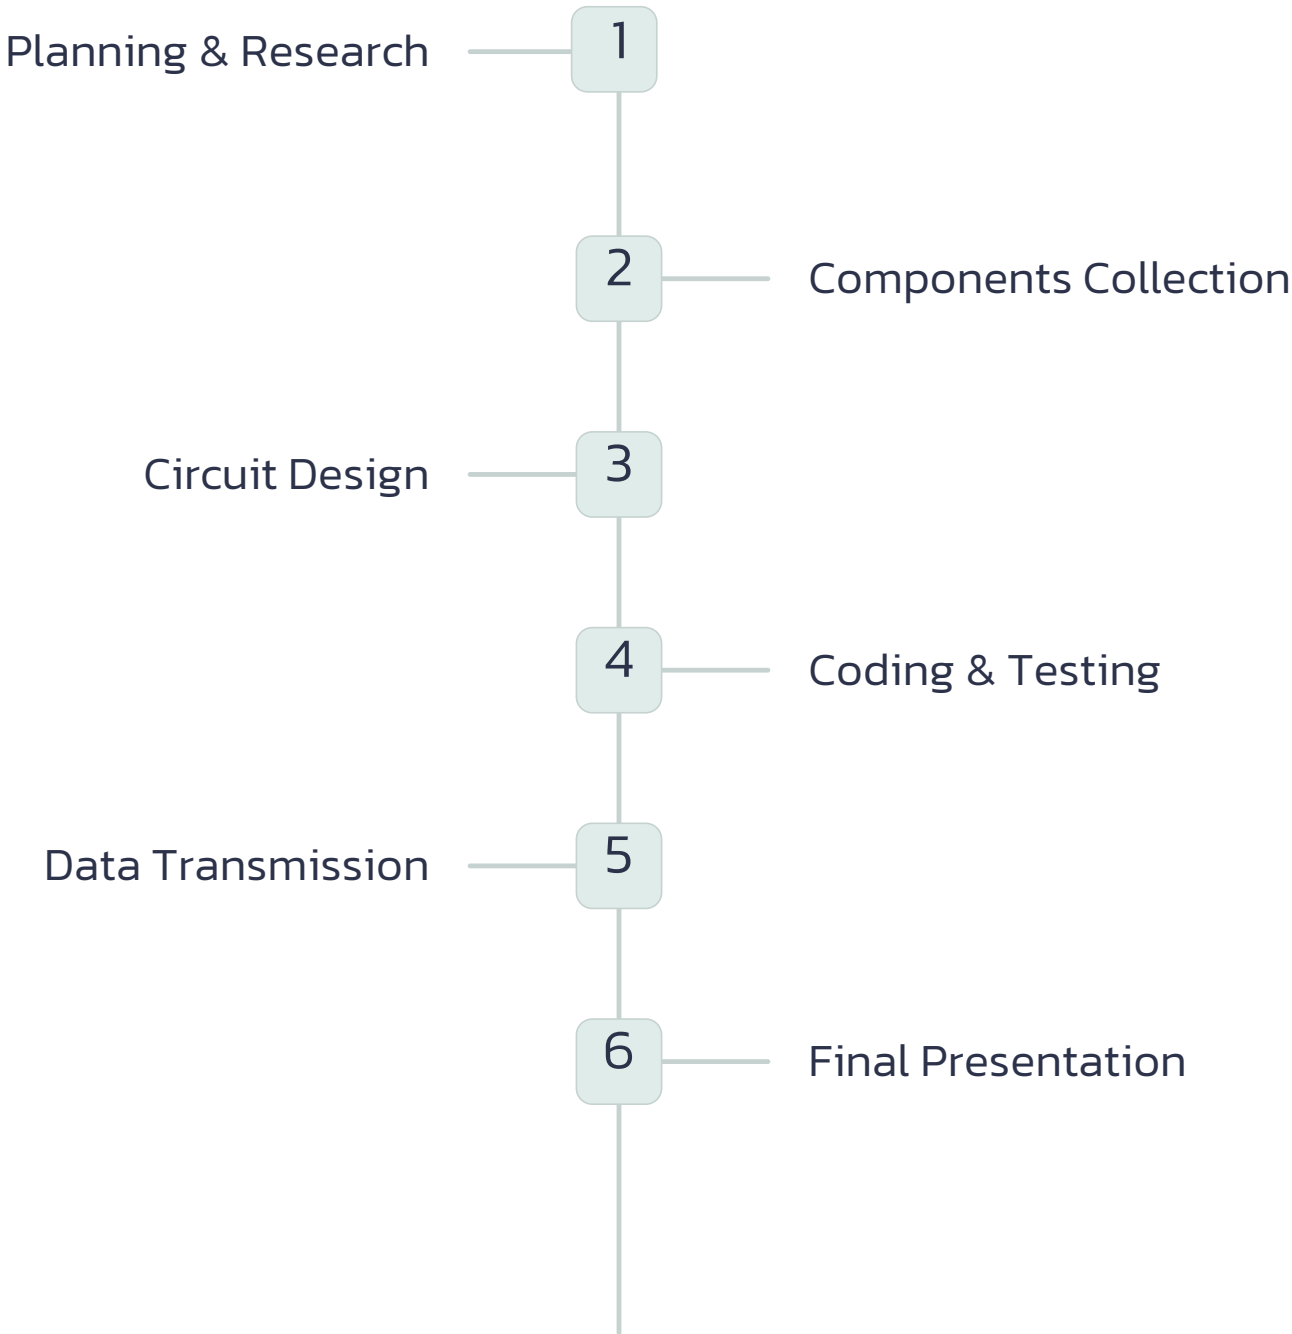 Planning & Research
1
2
Components Collection
Circuit Design
3
4
Coding & Testing
Data Transmission
5
6
Final Presentation